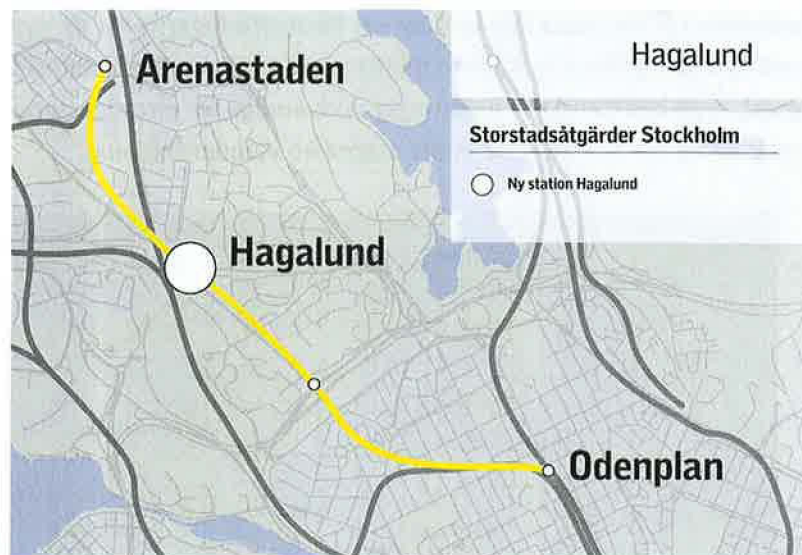 Arenastaden
Hagalund
Storstadsåtgärder Stockholm
Ny station Hagalund
Hagalund
Odenplan